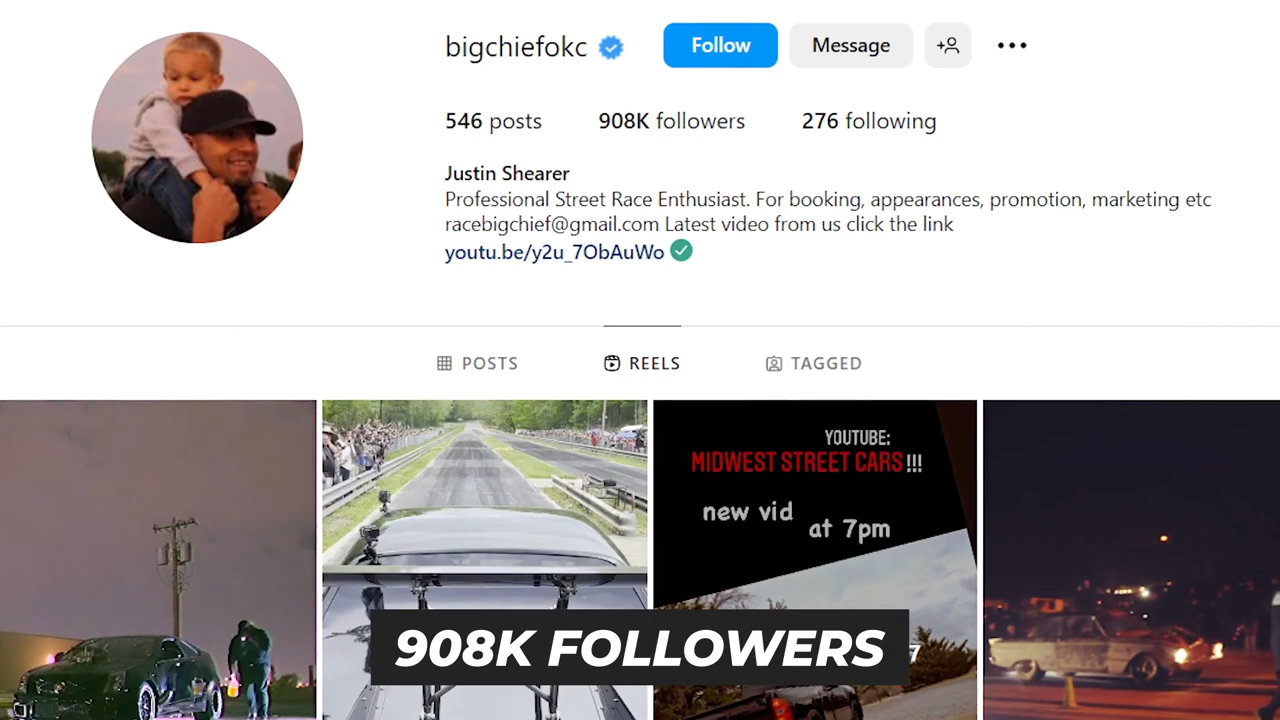 bigchiefokc
Follow
Message
546 posts
908K followers
276 following
Justin Shearer
Professional Street Race Enthusiast. For booking, appearances, promotion, marketing etc
racebigchief@gmail.com Latest video from us click the link
youtu.be/y2u_7ObAuWo
POSTS
REELS
TAGGED
YOUTUBE:
MIDWEST STREET CARS!!!
new vid
at 7pm
908K FOLLOWERS